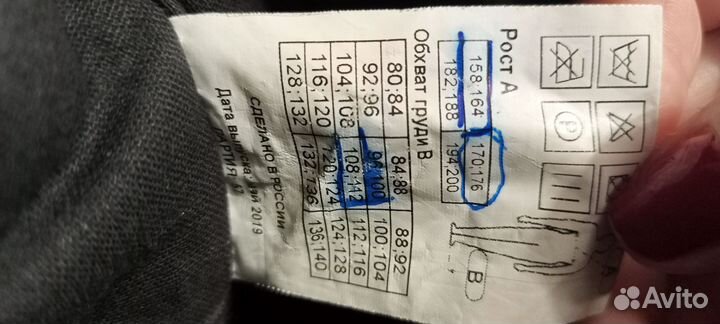 Рост А
158;164 170;176
182;188 194;200
Обхват груди В
80;84 84;88 88;92
92;96 96;100 100;104
104;108 108;112 112;116
116;120 120;124 124;128
128;132 132;136 136;140
СДЕЛАНО В РОССИИ
Дата выпуска: май 2019
ПАРТИЯ
P
A
B
Avito